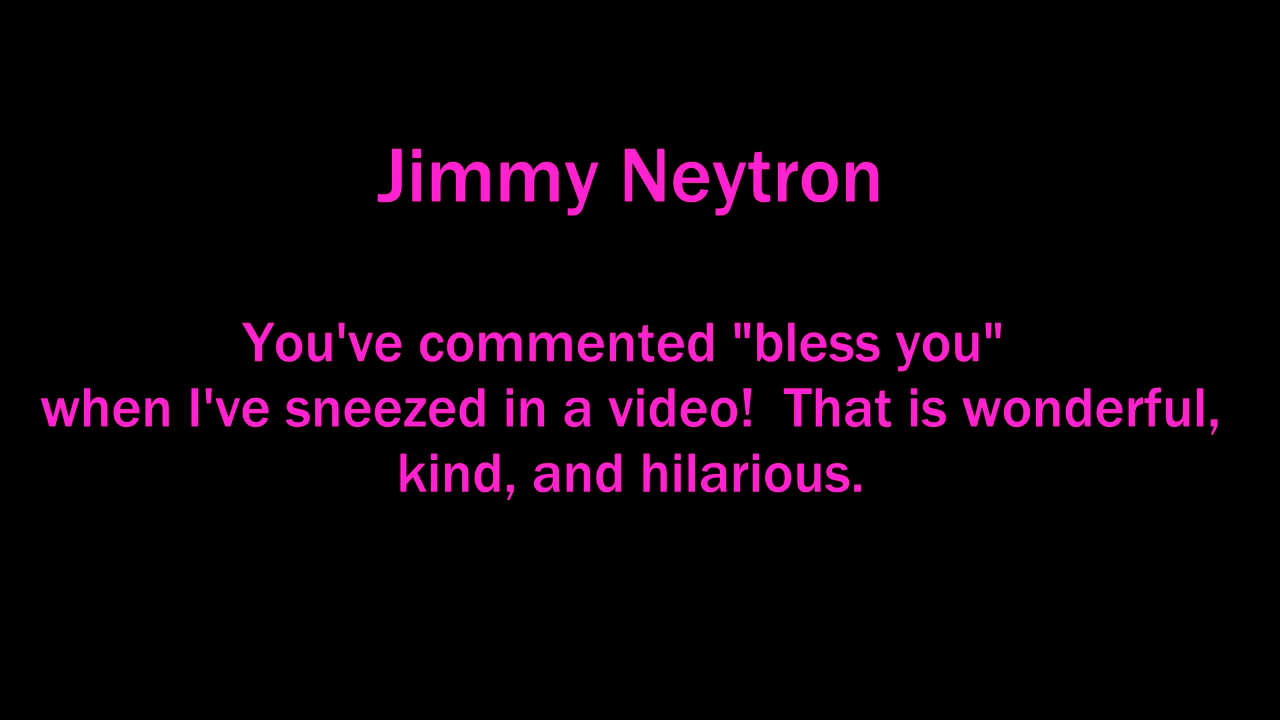 Jimmy Neytron
You've commented "bless you"
when I've sneezed in a video!  That is wonderful,
kind, and hilarious.